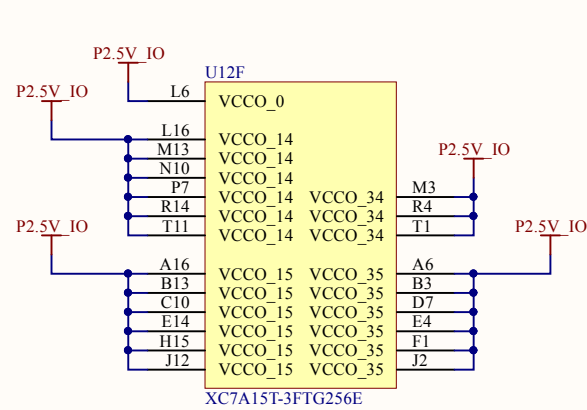 P2.5V_IO
U12F
P2.5V_IO
L6 VCCO_0
L16 VCCO_14
M13 VCCO_14
P2.5V_IO
N10 VCCO_14
P7 VCCO_14 VCCO_34 M3
R14 VCCO_14 VCCO_34 R4
P2.5V_IO P2.5V_IO
T11 VCCO_14 VCCO_34 T1
A16 VCCO_15 VCCO_35 A6
B13 VCCO_15 VCCO_35 B3
C10 VCCO_15 VCCO_35 D7
E14 VCCO_15 VCCO_35 E4
H15 VCCO_15 VCCO_35 F1
J12 VCCO_15 VCCO_35 J2
XC7A15T-3FTG256E